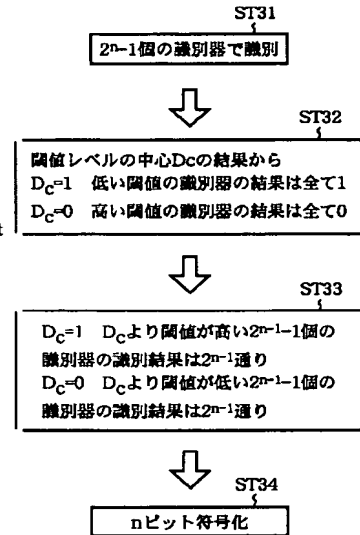 ST31
2ⁿ-1個の識別器で識別
ST32
閾値レベルの中心Dcの結果から
D_C=1 低い閾値の識別器の結果は全て1
D_C=0 高い閾値の識別器の結果は全て0
t
ST33
D_C=1 D_Cより閾値が高い2ⁿ⁻¹-1個の
識別器の識別結果は2ⁿ⁻¹通り
D_C=0 D_Cより閾値が低い2ⁿ⁻¹-1個の
識別器の識別結果は2ⁿ⁻¹通り
ST34
nビット符号化